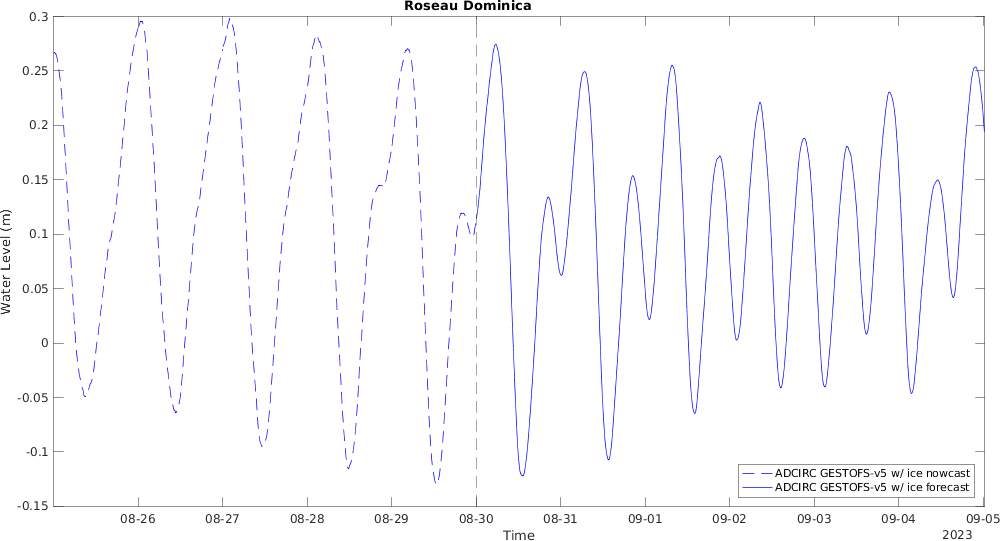 Roseau Dominica
0.3
0.25
0.2
0.15
0.1
0.05
0
-0.05
-0.1
-0.15
Water Level (m)
ADCIRC GESTOFS-v5 w/ ice nowcast
ADCIRC GESTOFS-v5 w/ ice forecast
08-26 08-27 08-28 08-29 08-30 08-31 09-01 09-02 09-03 09-04 09-05
Time
2023